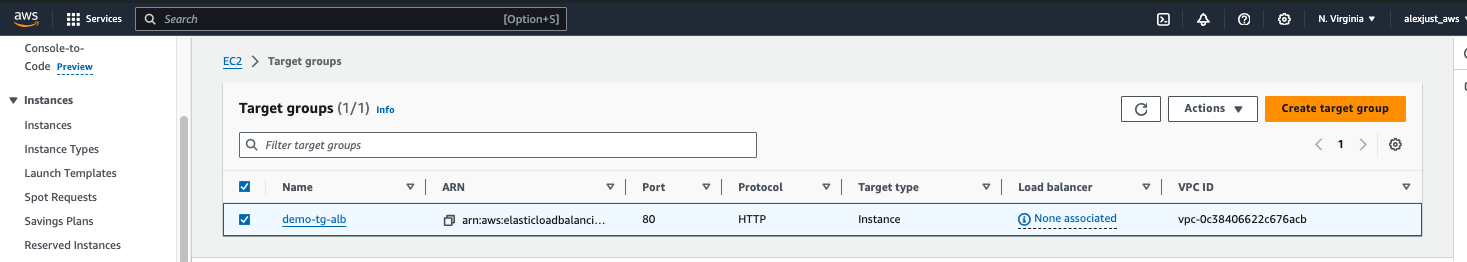 aws Services Search [Option+S] N. Virginia alexjust_aws
Console-to-
Code Preview
Instances
Instances
Instance Types
Launch Templates
Spot Requests
Savings Plans
Reserved Instances
EC2 Target groups
Target groups (1/1) Info Actions Create target group
Filter target groups 1
Name ARN Port Protocol Target type Load balancer VPC ID
demo-tg-alb arn:aws:elasticloadbalanci... 80 HTTP Instance None associated vpc-0c38406622c676acb